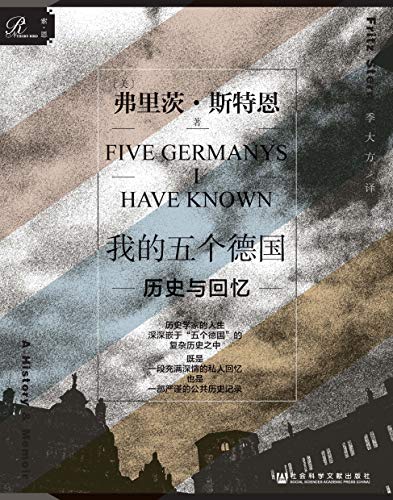 索·恩
THORN BIRD
[美]
弗里茨·斯特恩
著
FIVE GERMANYS
I
HAVE KNOWN
我的五个德国
历史与回忆
历史学家的人生
深深嵌于“五个德国”的
复杂历史之中
既是
一段充满深情的私人回忆
也是
一部严谨的公共历史记录
Fritz Stern
季大方 译
A History
Memoir
社会科学文献出版社
SOCIAL SCIENCES ACADEMIC PRESS (CHINA)